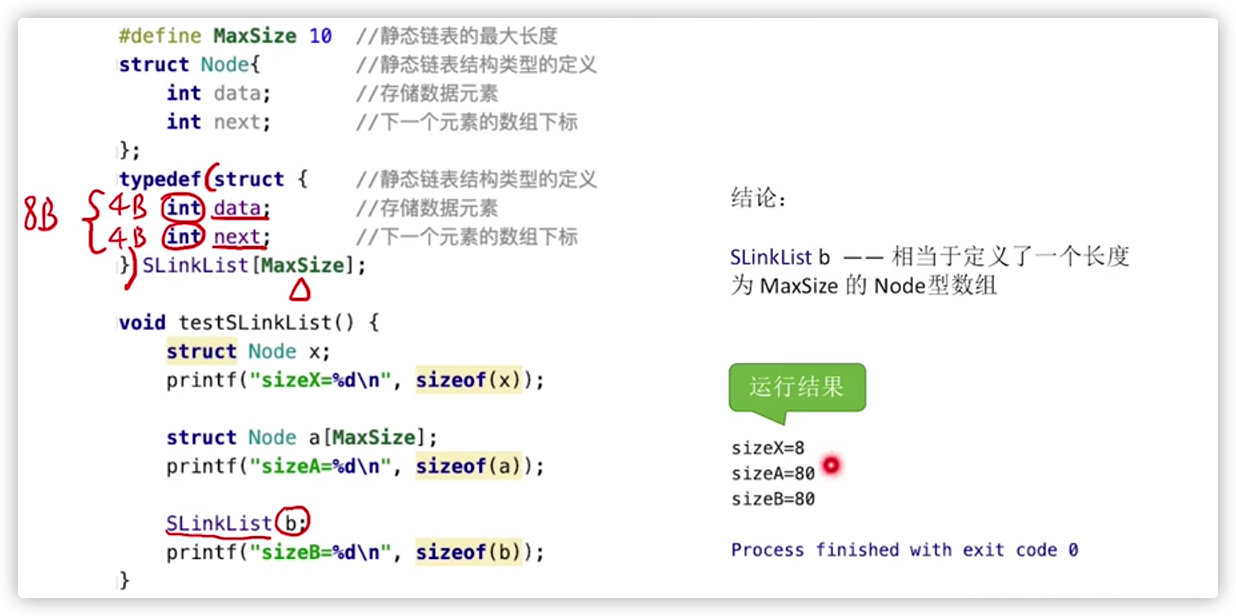 #define MaxSize 10 //静态链表的最大长度
struct Node{ //静态链表结构类型的定义
int data; //存储数据元素
int next; //下一个元素的数组下标
};
typedef struct { //静态链表结构类型的定义
8B
4B int data; //存储数据元素
4B int next; //下一个元素的数组下标
} SLinkList[MaxSize];
void testSLinkList() {
struct Node x;
printf("sizeX=%d\n", sizeof(x));
struct Node a[MaxSize];
printf("sizeA=%d\n", sizeof(a));
SLinkList b;
printf("sizeB=%d\n", sizeof(b));
}
结论：
SLinkList b —— 相当于定义了一个长度
为 MaxSize 的 Node型数组
运行结果
sizeX=8
sizeA=80
sizeB=80
Process finished with exit code 0